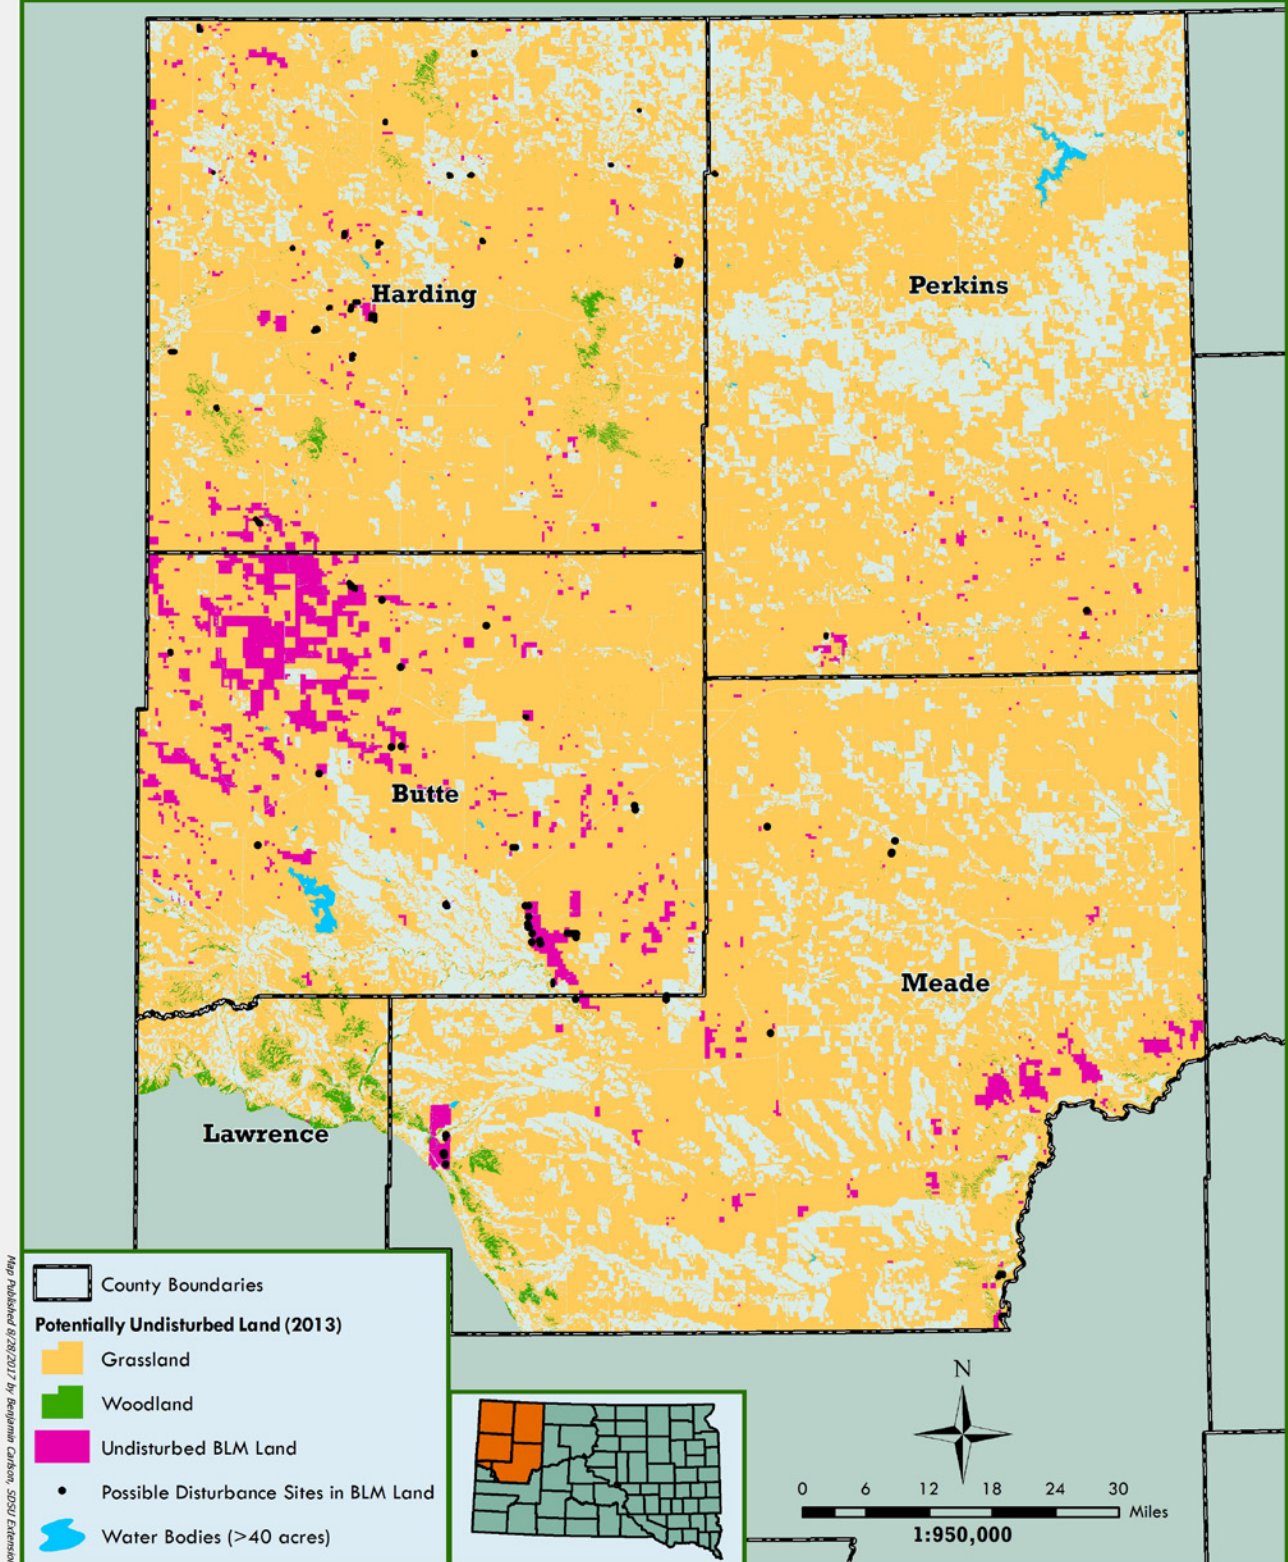 Harding
Perkins
Butte
Meade
Lawrence
County Boundaries
Potentially Undisturbed Land (2013)
Grassland
Woodland
Undisturbed BLM Land
Possible Disturbance Sites in BLM Land
Water Bodies (>40 acres)
N
0 6 12 18 24 30
Miles
1:950,000
Map Published 8/28/2017 by Benjamin Carlson, SDSU Extension